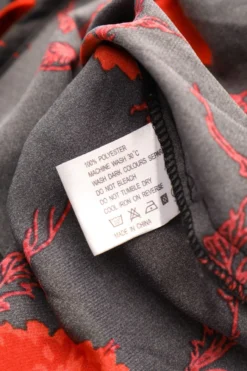 100% POLYESTER
MACHINE WASH 30°C
WASH DARK COLOURS SEPAR
DO NOT BLEACH
DO NOT TUMBLE DRY
COOL IRON ON REVERSE
MADE IN CHINA